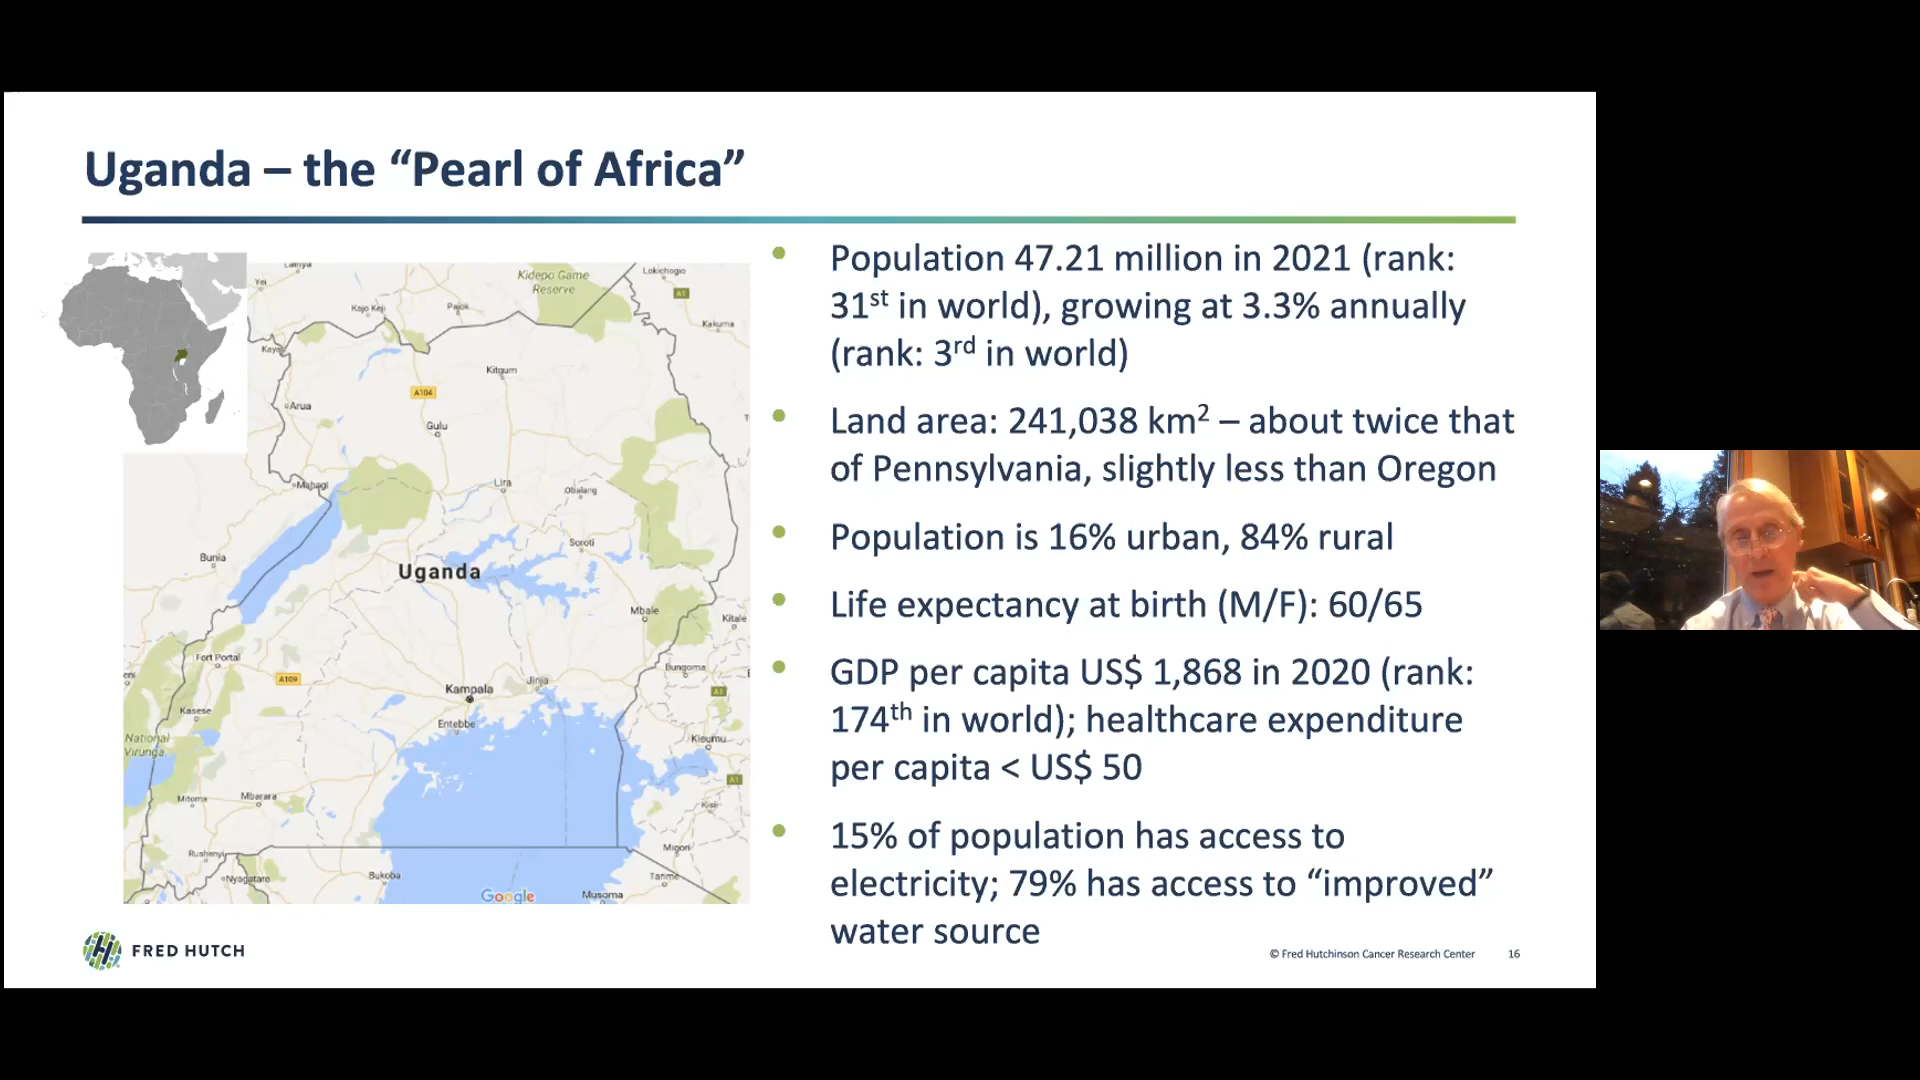 Uganda – the “Pearl of Africa”
Population 47.21 million in 2021 (rank:
31st in world), growing at 3.3% annually
(rank: 3rd in world)
Land area: 241,038 km2 – about twice that
of Pennsylvania, slightly less than Oregon
Population is 16% urban, 84% rural
Life expectancy at birth (M/F): 60/65
GDP per capita US$ 1,868 in 2020 (rank:
174th in world); healthcare expenditure
per capita < US$ 50
15% of population has access to
electricity; 79% has access to “improved”
water source
Kidepo Game
Reserve
Lokichogio
Yei
A1
Kajo Keji
Pajok
Kakuma
Kitgum
A104
Arua
Gulu
Mahagi
Lira
Obalang
Bunia
Soroti
Uganda
Mbale
Kitale
Fort Portal
Bungoma
A109
Kampala
Jinja
A1
Kasese
Entebbe
National
Virunga
Kisumu
A1
Mitoma
Mbarara
Kisii
Rushenyi
Migori
Nyagatare
Bukoba
Tarime
Google
Musoma
FRED HUTCH
© Fred Hutchinson Cancer Research Center
16